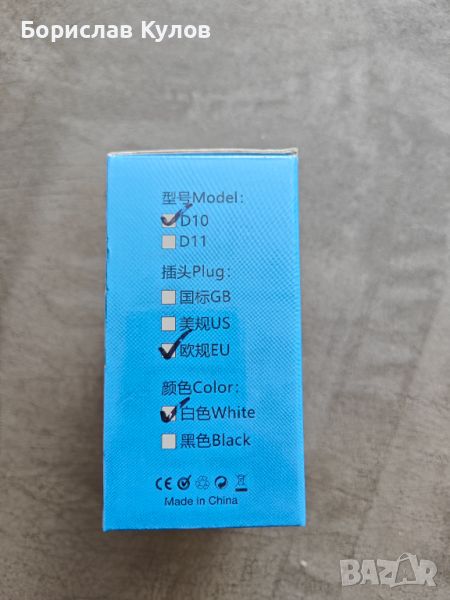 Борислав Кулов
型号Model:
D10
D11
插头Plug:
国标GB
美规US
欧规EU
颜色Color:
白色White
黑色Black
CE
Made in China
BAZAR